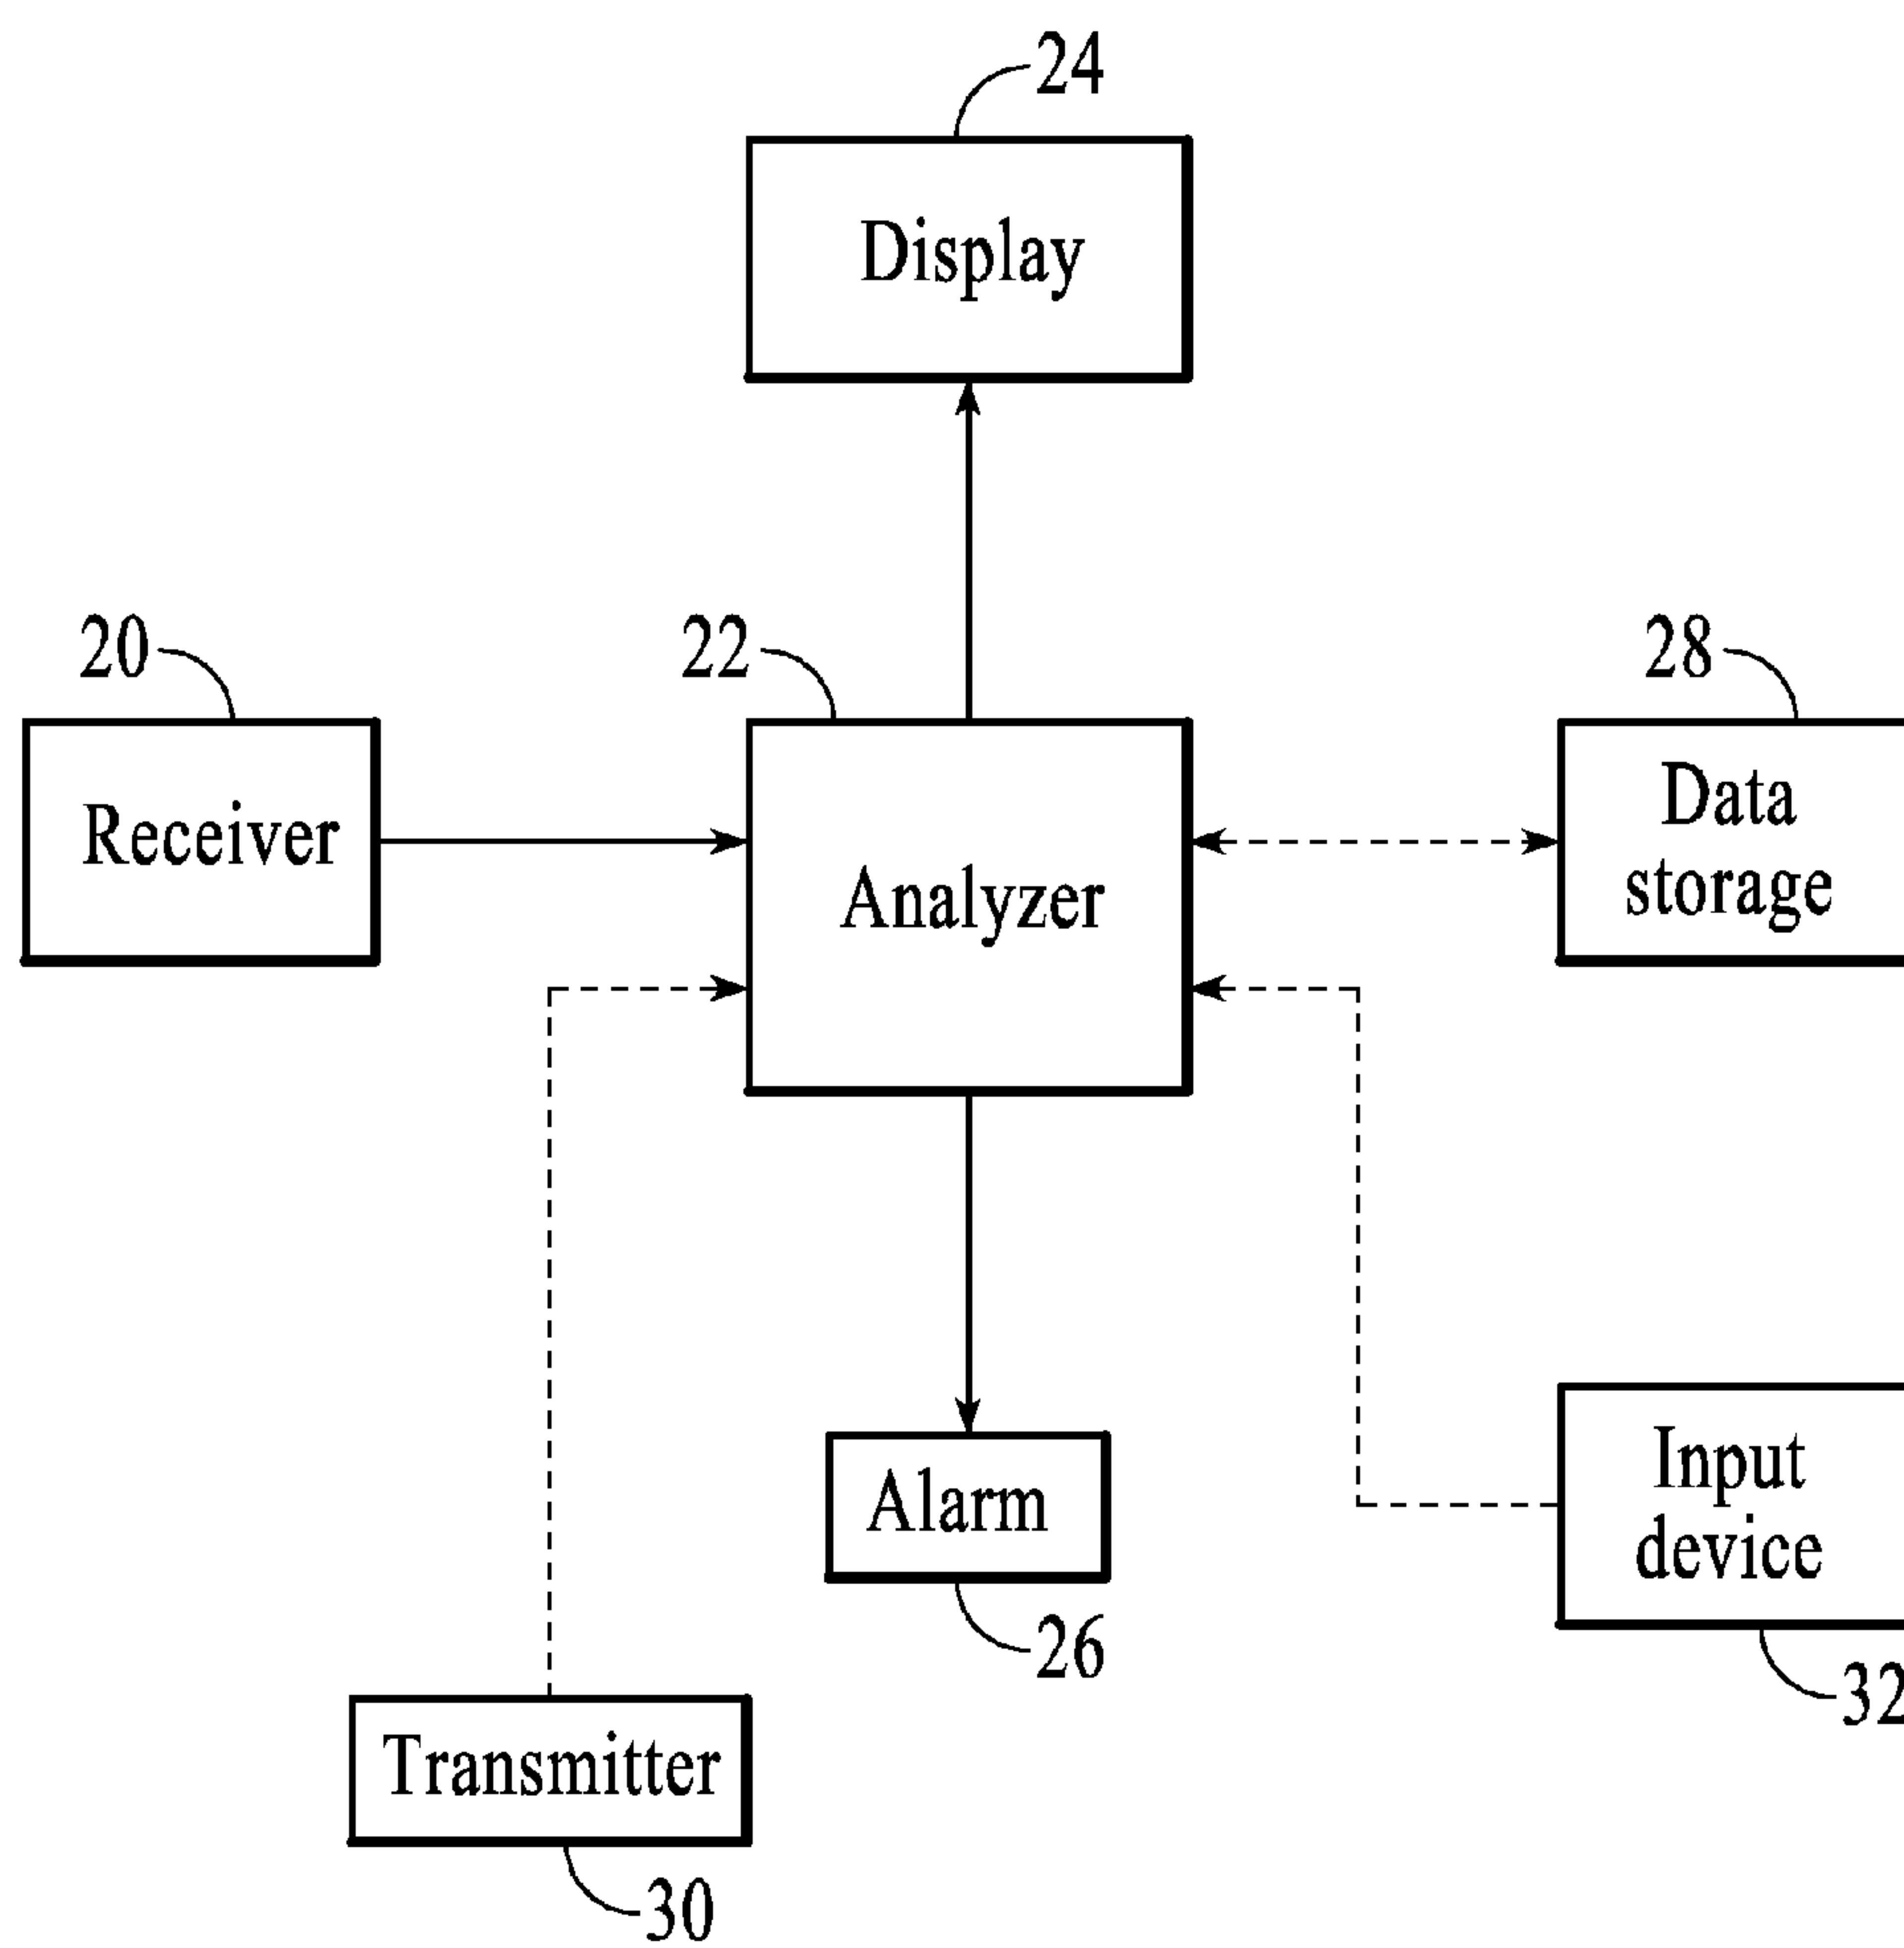 24
Display
20
22
28
Receiver
Analyzer
Data
storage
Alarm
26
Input
device
32
Transmitter
30